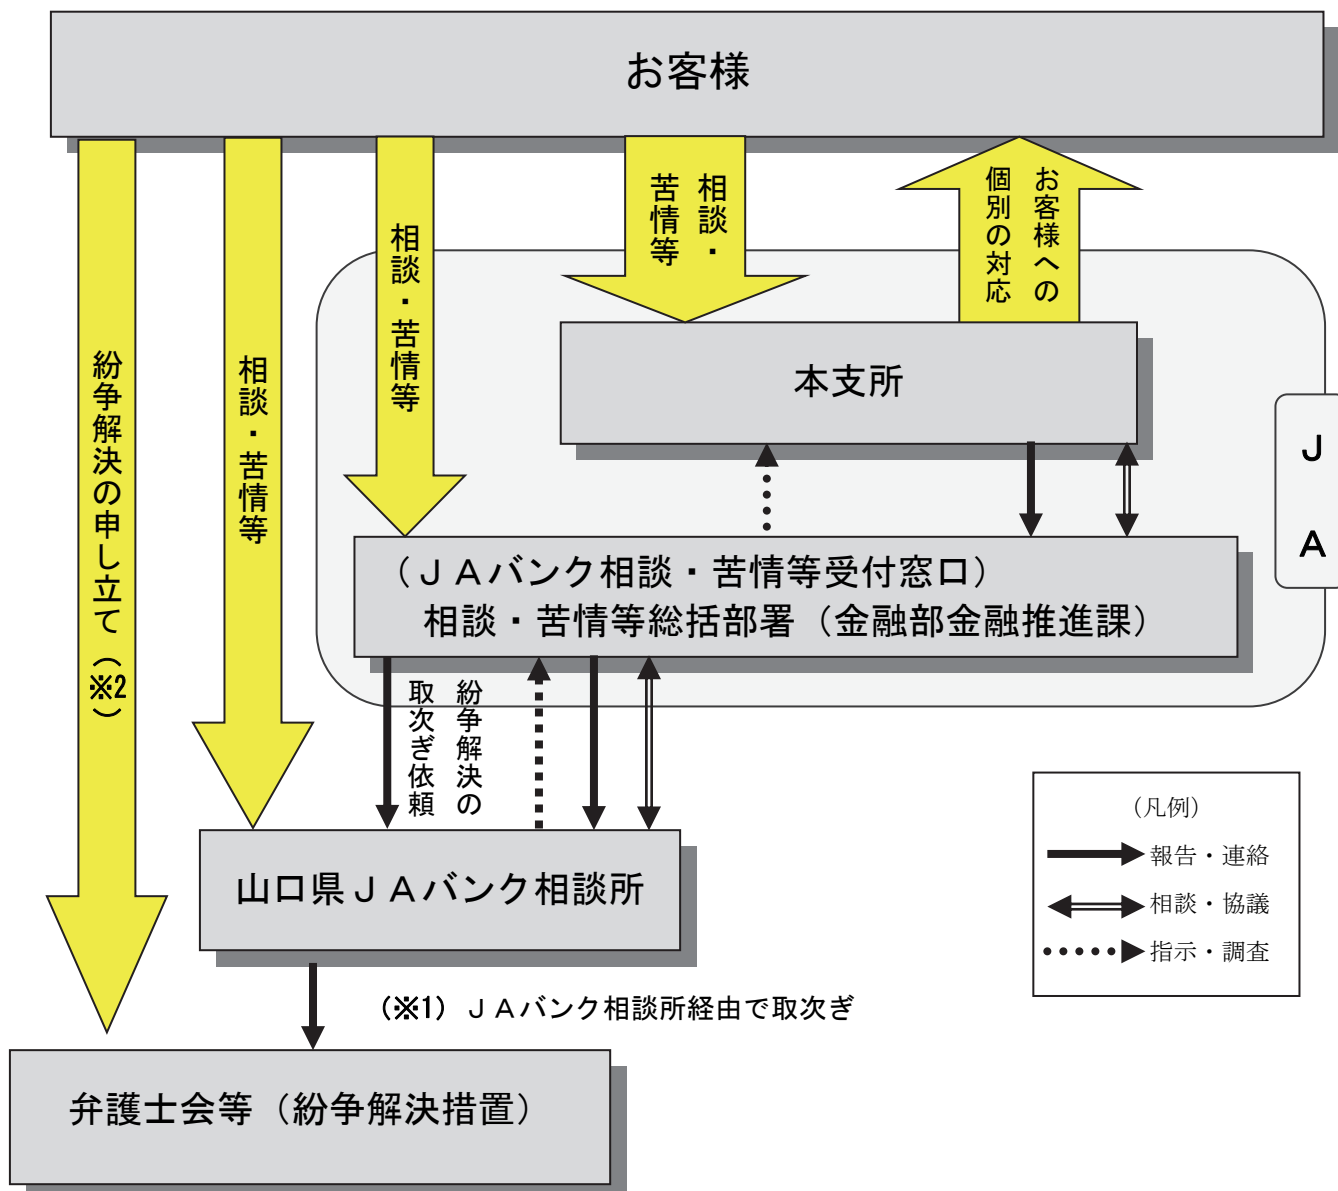 お客様
紛争解決の申し立て（※2）
相談・苦情等
相談・苦情等
相談・
苦情等
お客様への
個別の対応
本支所
J
A
（ＪＡバンク相談・苦情等受付窓口）
相談・苦情等総括部署（金融部金融推進課）
紛争解決の
取次ぎ依頼
山口県ＪＡバンク相談所
（凡例）
報告・連絡
相談・協議
指示・調査
（※1）ＪＡバンク相談所経由で取次ぎ
弁護士会等（紛争解決措置）